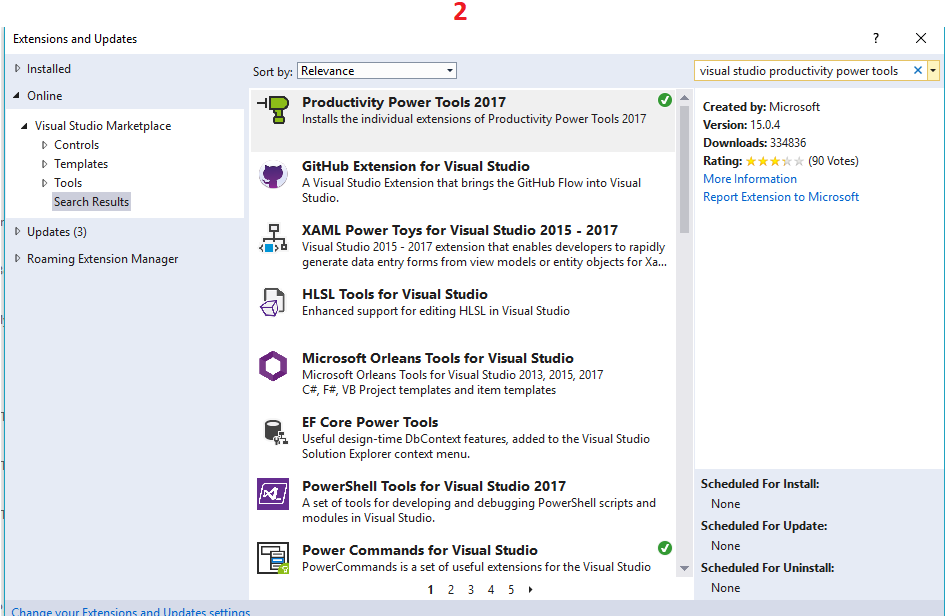 2
Extensions and Updates
?
Installed
Online
Visual Studio Marketplace
Controls
Templates
Tools
Search Results
Updates (3)
Roaming Extension Manager
Sort by: Relevance
Productivity Power Tools 2017
Installs the individual extensions of Productivity Power Tools 2017
GitHub Extension for Visual Studio
A Visual Studio Extension that brings the GitHub Flow into Visual
Studio.
XAML Power Toys for Visual Studio 2015 - 2017
Visual Studio 2015 - 2017 extension that enables developers to rapidly
generate data entry forms from view models or entity objects for Xa...
HLSL Tools for Visual Studio
Enhanced support for editing HLSL in Visual Studio
Microsoft Orleans Tools for Visual Studio
Microsoft Orleans Tools for Visual Studio 2013, 2015, 2017
C#, F#, VB Project templates and item templates
EF Core Power Tools
Useful design-time DbContext features, added to the Visual Studio
Solution Explorer context menu.
PowerShell Tools for Visual Studio 2017
A set of tools for developing and debugging PowerShell scripts and
modules in Visual Studio.
Power Commands for Visual Studio
PowerCommands is a set of useful extensions for the Visual Studio
1 2 3 4 5
visual studio productivity power tools
Created by: Microsoft
Version: 15.0.4
Downloads: 334836
Rating: (90 Votes)
More Information
Report Extension to Microsoft
Scheduled For Install:
None
Scheduled For Update:
None
Scheduled For Uninstall:
None
Change your Extensions and Updates settings